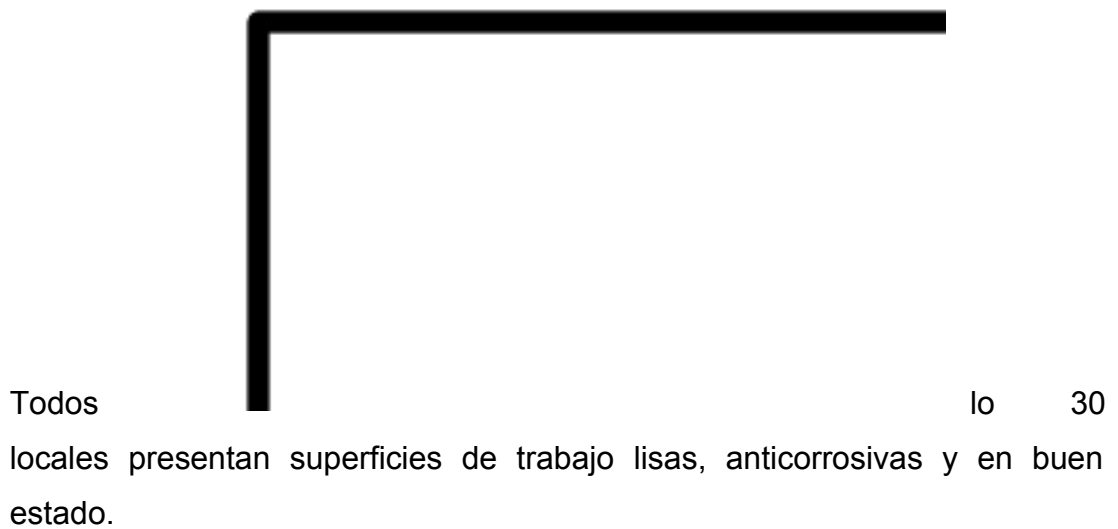 Todos lo 30
locales presentan superficies de trabajo lisas, anticorrosivas y en buen
estado.